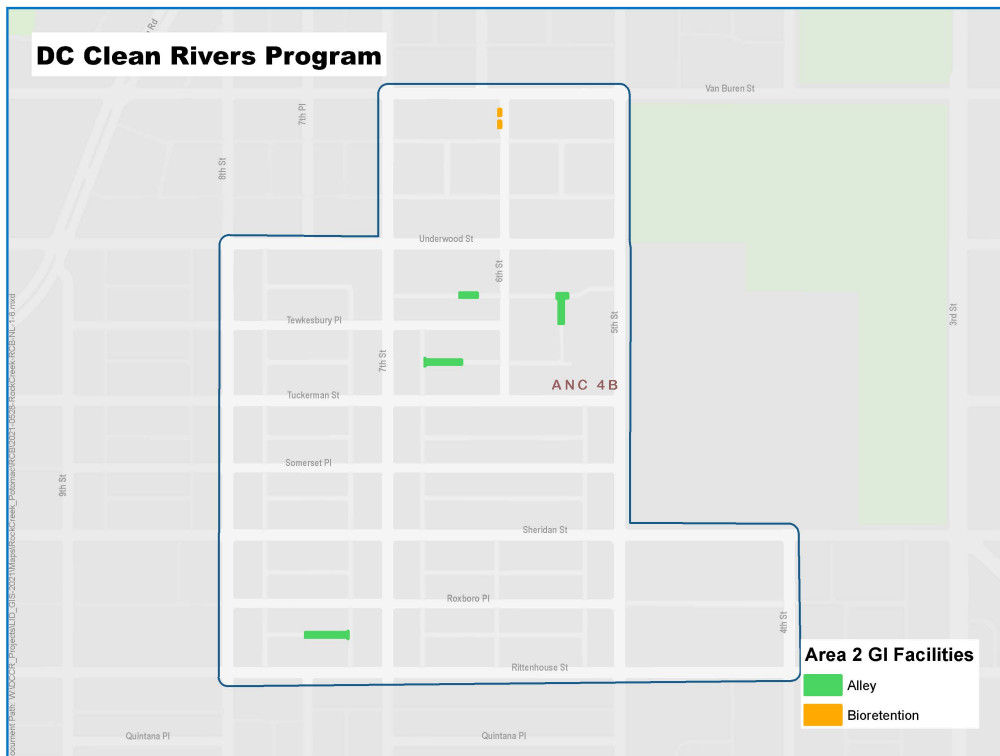 Rd
DC Clean Rivers Program
Van Buren St
7th Pl
8th St
Underwood St
6th St
3rd St
5th St
Tewkesbury Pl
7th St
ANC 4B
Tuckerman St
Somerset Pl
9th St
Sheridan St
Roxboro Pl
4th St
Rittenhouse St
Area 2 GI Facilities
Alley
Bioretention
Quintana Pl
Quintana Pl